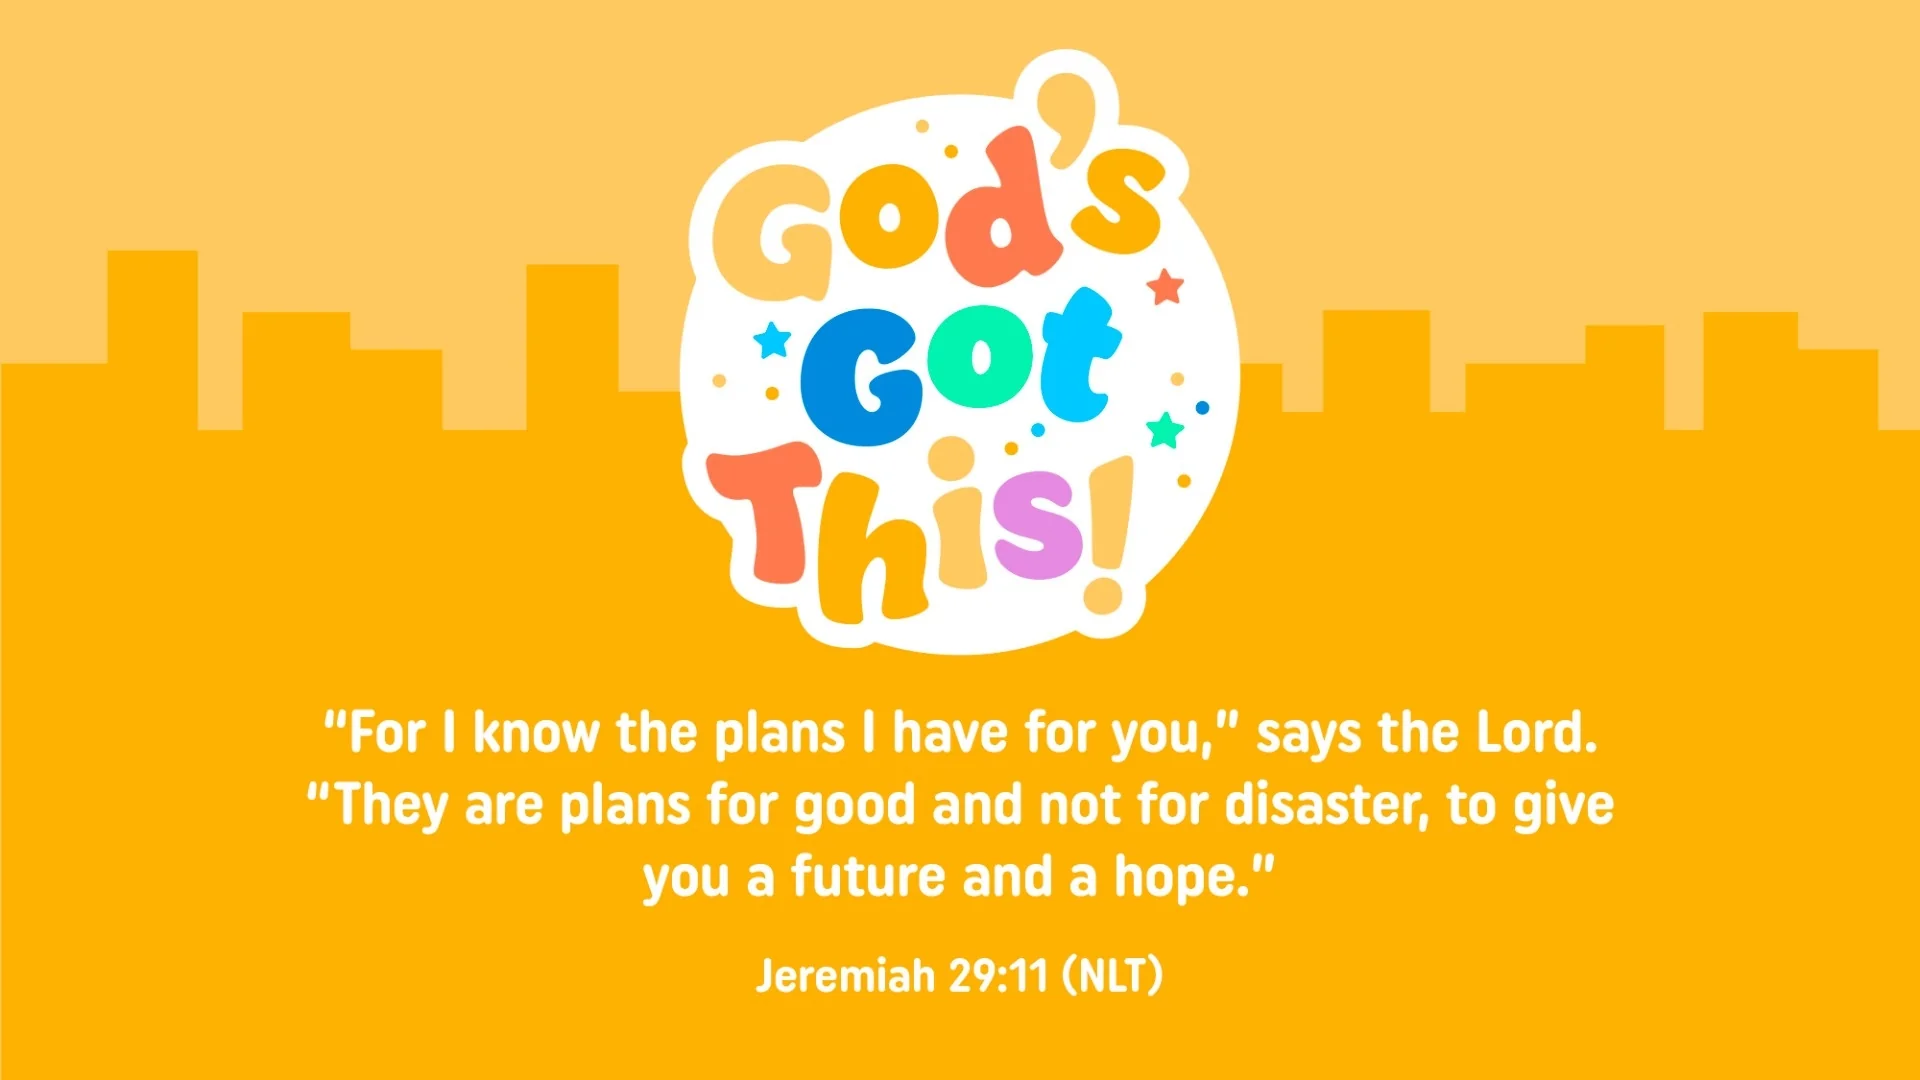 God's
Got
This!
“For I know the plans I have for you,” says the Lord.
“They are plans for good and not for disaster, to give
you a future and a hope.”
Jeremiah 29:11 (NLT)